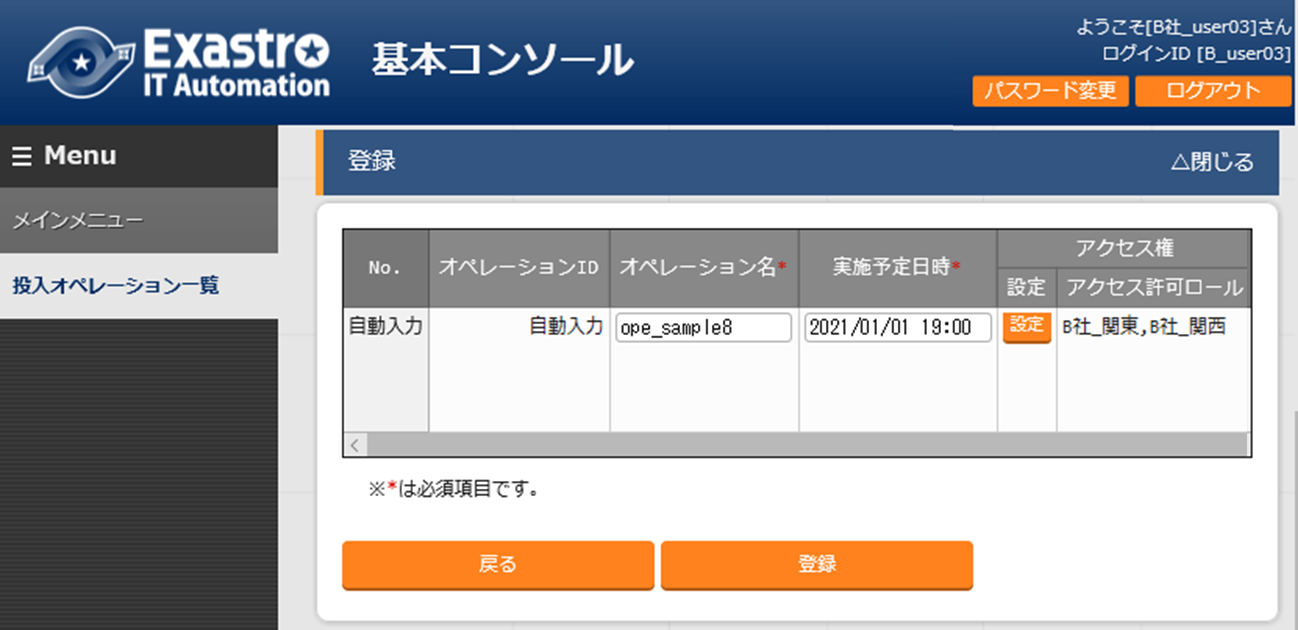 Exastro
IT Automation
基本コンソール
ようこそ[B社_user03]さん
ログインID [B_user03]
パスワード変更 ログアウト
☰ Menu
メインメニュー
投入オペレーション一覧
登録 △閉じる
No. オペレーションID オペレーション名* 実施予定日時* アクセス権
設定 アクセス許可ロール
自動入力 自動入力 ope_sample8 2021/01/01 19:00 設定 B社_関東,B社_関西
※*は必須項目です。
戻る 登録